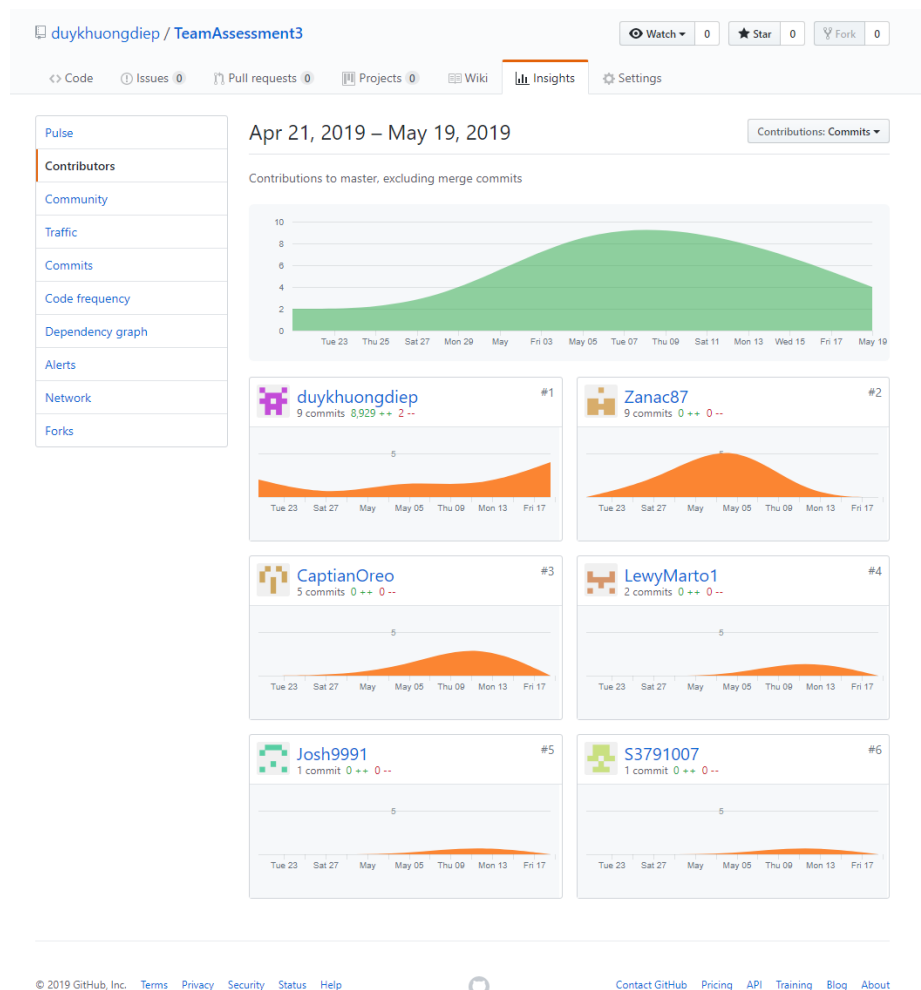 duykhuongdiep / TeamAssessment3
Watch 0 Star 0 Fork 0
Code Issues 0 Pull requests 0 Projects 0 Wiki Insights Settings
Pulse
Contributors
Community
Traffic
Commits
Code frequency
Dependency graph
Alerts
Network
Forks
Apr 21, 2019 – May 19, 2019
Contributions: Commits
Contributions to master, excluding merge commits
10
8
6
4
2
0
Tue 23 Thu 25 Sat 27 Mon 29 May Fri 03 May 05 Tue 07 Thu 09 Sat 11 Mon 13 Wed 15 Fri 17 May 19
duykhuongdiep #1
9 commits 8,929 ++ 2 --
5
Tue 23 Sat 27 May May 05 Thu 09 Mon 13 Fri 17
Zanac87 #2
9 commits 0 ++ 0 --
5
Tue 23 Sat 27 May May 05 Thu 09 Mon 13 Fri 17
CaptianOreo #3
5 commits 0 ++ 0 --
5
Tue 23 Sat 27 May May 05 Thu 09 Mon 13 Fri 17
LewyMarto1 #4
2 commits 0 ++ 0 --
5
Tue 23 Sat 27 May May 05 Thu 09 Mon 13 Fri 17
Josh9991 #5
1 commit 0 ++ 0 --
5
Tue 23 Sat 27 May May 05 Thu 09 Mon 13 Fri 17
S3791007 #6
1 commit 0 ++ 0 --
5
Tue 23 Sat 27 May May 05 Thu 09 Mon 13 Fri 17
© 2019 GitHub, Inc. Terms Privacy Security Status Help
Contact GitHub Pricing API Training Blog About